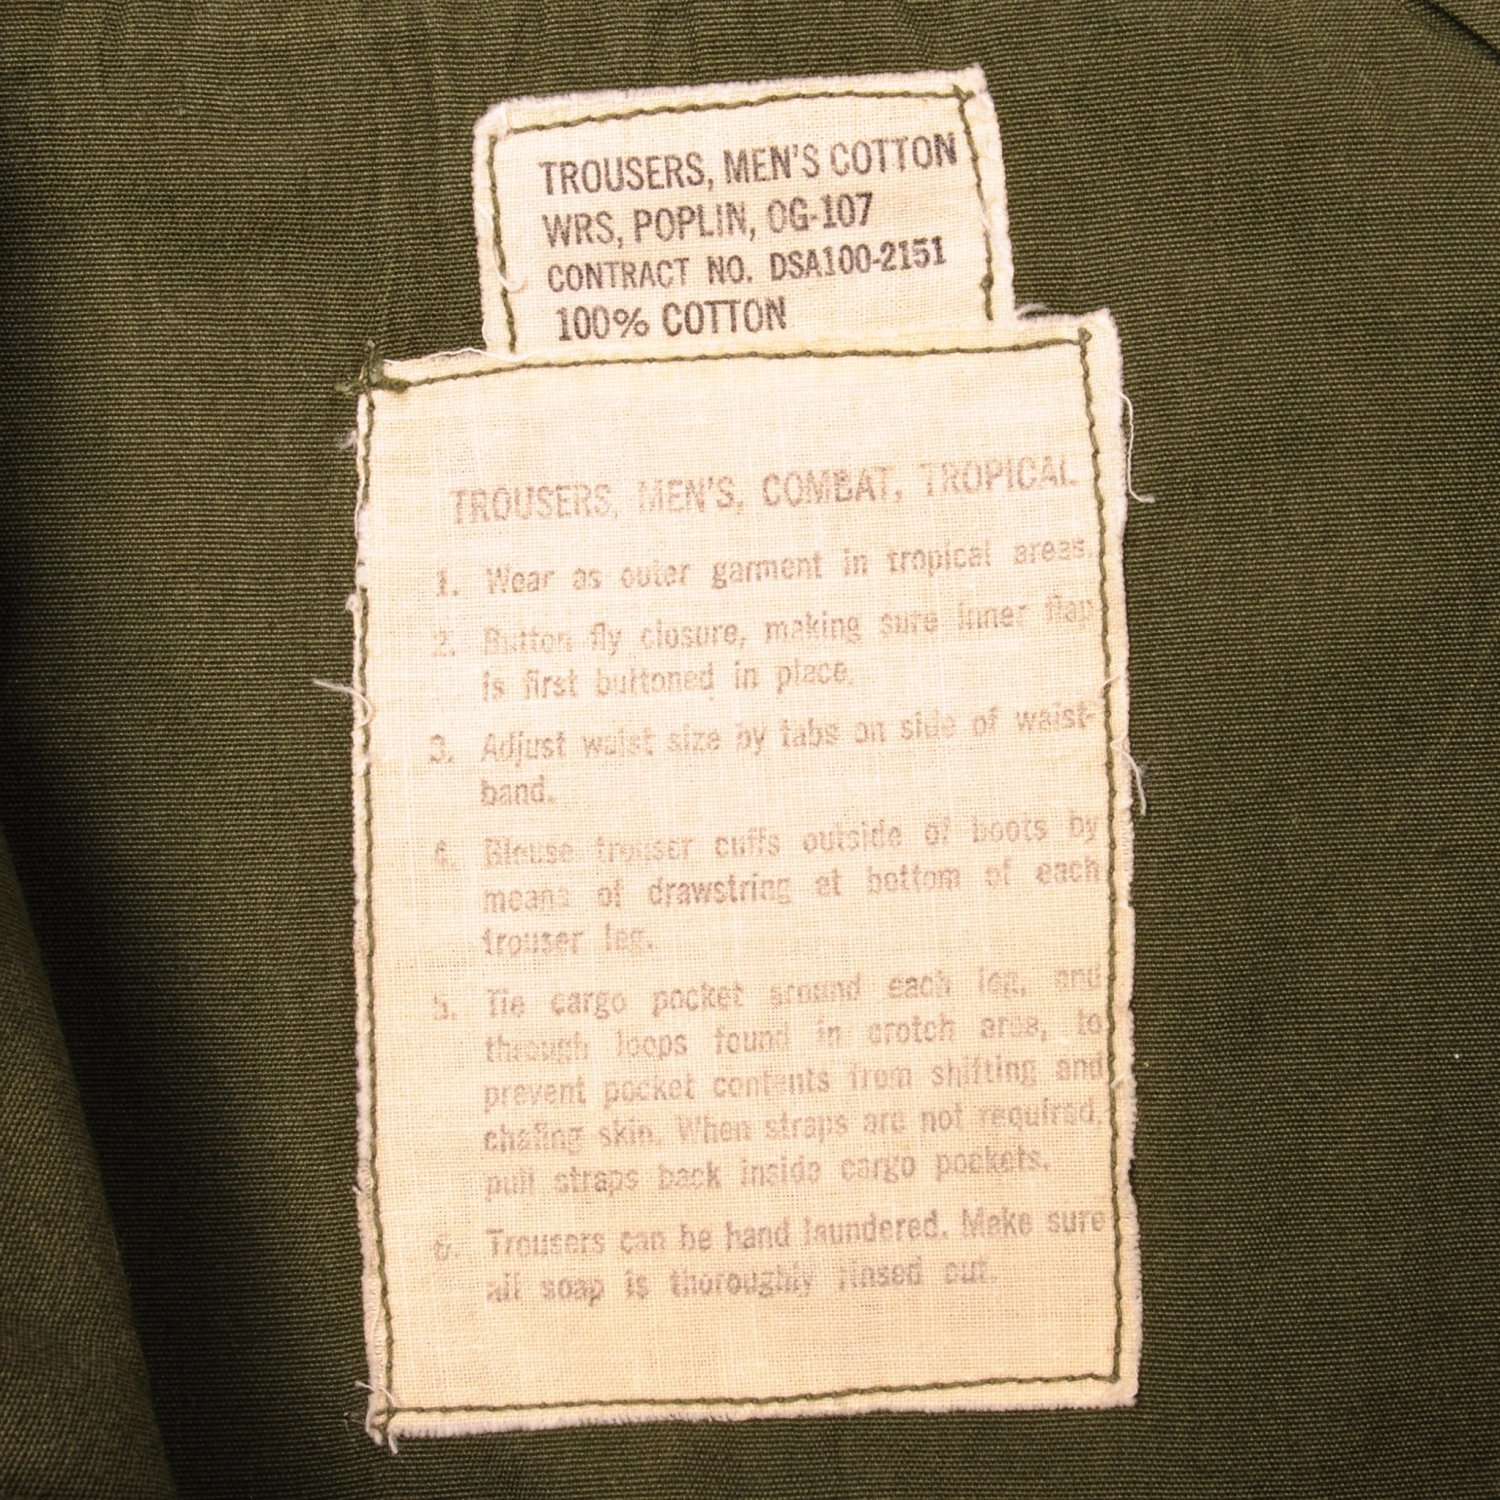 TROUSERS, MEN'S COTTON
WRS, POPLIN, OG-107
CONTRACT NO. DSA100-2151
100% COTTON
TROUSERS, MEN'S, COMBAT, TROPICAL
1. Wear as outer garment in tropical areas.
2. Button fly closure, making sure inner flap
is first buttoned in place.
3. Adjust waist size by tabs on side of waist-
band.
4. Blouse trouser cuffs outside of boots by
means of drawstring at bottom of each
trouser leg.
5. Tie cargo pocket around each leg, and
through loops found in crotch area, to
prevent pocket contents from shifting and
chafing skin. When straps are not required,
pull straps back inside cargo pockets.
6. Trousers can be hand laundered. Make sure
all soap is thoroughly rinsed out.